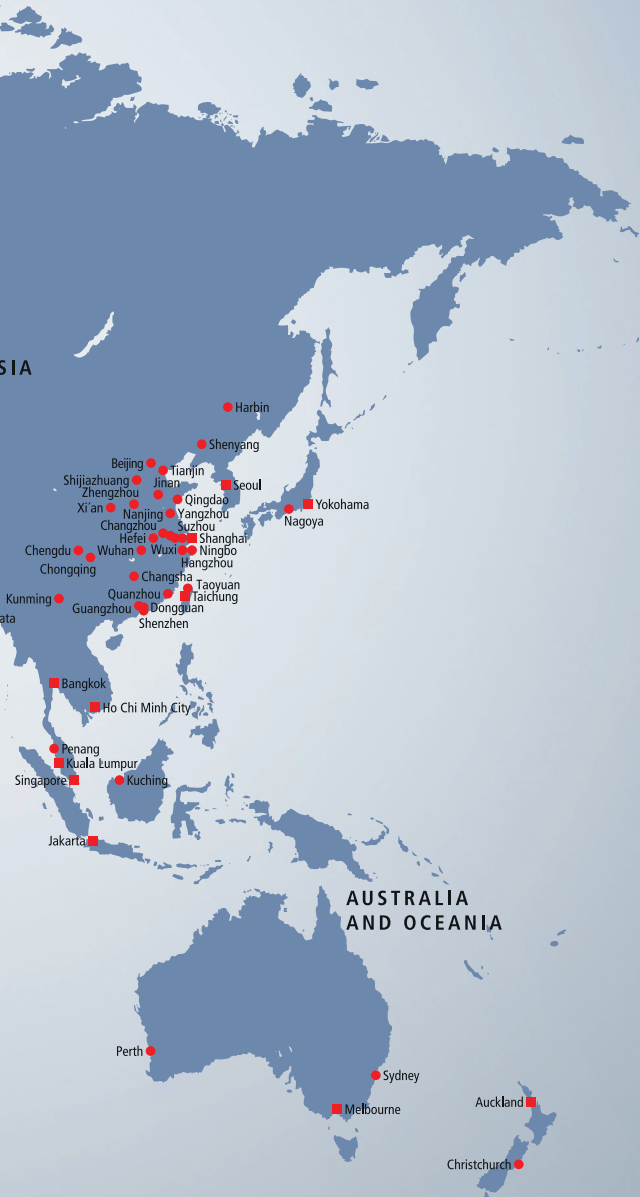 SIA
Harbin
Shenyang
Beijing
Tianjin
Shijiazhuang
Jinan
Seoul
Zhengzhou
Qingdao
Xi´an
Yokohama
Nanjing
Yangzhou
Nagoya
Changzhou
Suzhou
Hefei
Shanghai
Chengdu
Wuhan
Wuxi
Ningbo
Hangzhou
Chongqing
Changsha
Taoyuan
Quanzhou
Taichung
Kunming
Guangzhou
Dongguan
ata
Shenzhen
Bangkok
Ho Chi Minh City
Penang
Kuala Lumpur
Singapore
Kuching
Jakarta
AUSTRALIA
AND OCEANIA
Perth
Sydney
Melbourne
Auckland
Christchurch